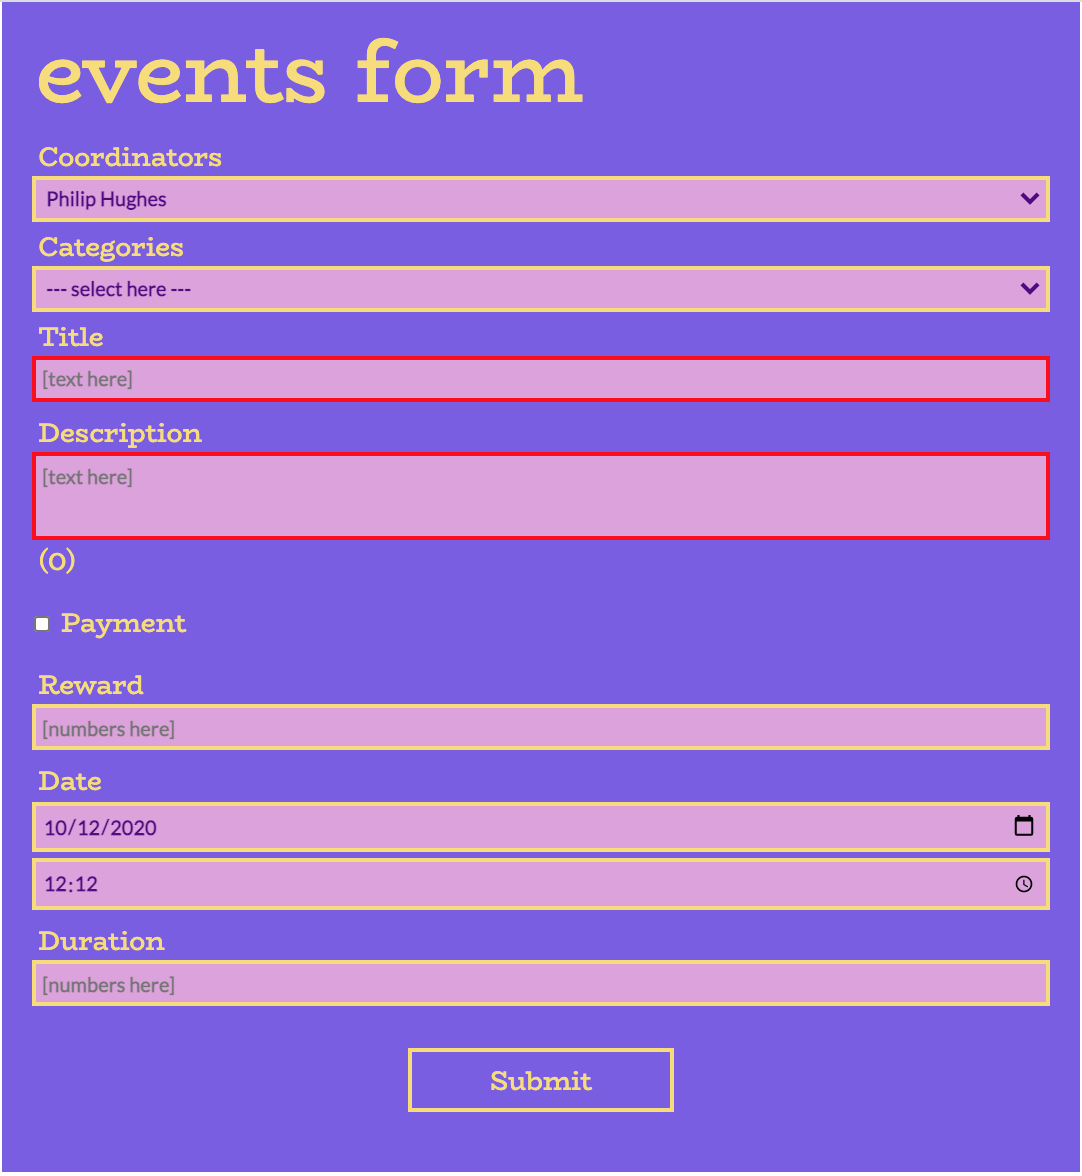 events form
Coordinators
Philip Hughes
Categories
--- select here ---
Title
[text here]
Description
[text here]
(0)
Payment
Reward
[numbers here]
Date
10/12/2020
12:12
Duration
[numbers here]
Submit